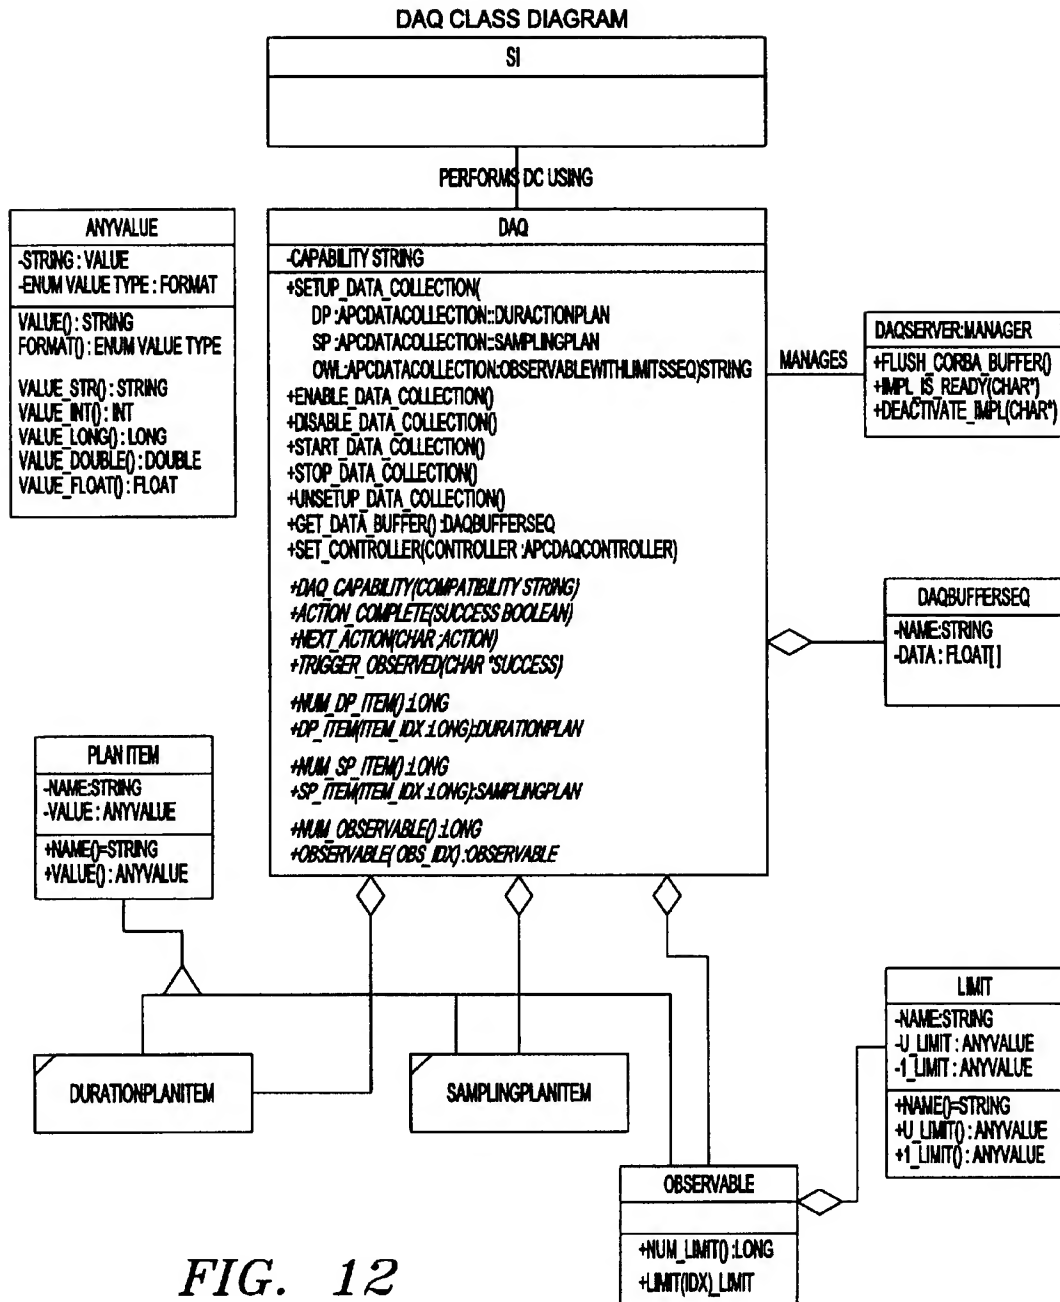 DAQ CLASS DIAGRAM
SI
PERFORMS DC USING
ANYVALUE
-STRING : VALUE
-ENUM VALUE TYPE : FORMAT
VALUE() : STRING
FORMAT() : ENUM VALUE TYPE
VALUE_STR() : STRING
VALUE_INT() : INT
VALUE_LONG() : LONG
VALUE_DOUBLE() : DOUBLE
VALUE_FLOAT() : FLOAT
DAQ
-CAPABILITY STRING
+SETUP_DATA_COLLECTION(
DP :APCDATACOLLECTION::DURACTIONPLAN
SP :APCDATACOLLECTION::SAMPLINGPLAN
OWL:APCDATACOLLECTION:OBSERVABLEWITHLIMITSSEQ)STRING
+ENABLE_DATA_COLLECTION()
+DISABLE_DATA_COLLECTION()
+START_DATA_COLLECTION()
+STOP_DATA_COLLECTION()
+UNSETUP_DATA_COLLECTION()
+GET_DATA_BUFFER() :DAQBUFFERSEQ
+SET_CONTROLLER(CONTROLLER :APCDAQCONTROLLER)
+DAQ_CAPABILITY(COMPATIBILITY STRING)
+ACTION_COMPLETE(SUCCESS BOOLEAN)
+NEXT_ACTION(CHAR ;ACTION)
+TRIGGER_OBSERVED(CHAR *SUCCESS)
+NUM_DP_ITEM() :LONG
+DP_ITEM(ITEM_IDX :LONG):DURATIONPLAN
+NUM_SP_ITEM() :LONG
+SP_ITEM(ITEM_IDX :LONG):SAMPLINGPLAN
+NUM_OBSERVABLE() :LONG
+OBSERVABLE( OBS_IDX) :OBSERVABLE
MANAGES
DAQSERVER:MANAGER
+FLUSH_CORBA_BUFFER()
+IMPL_IS_READY(CHAR*)
+DEACTIVATE_IMPL(CHAR*)
DAQBUFFERSEQ
-NAME:STRING
-DATA : FLOAT[ ]
PLAN ITEM
-NAME:STRING
-VALUE : ANYVALUE
+NAME()=STRING
+VALUE() : ANYVALUE
DURATIONPLANITEM
SAMPLINGPLANITEM
LIMIT
-NAME:STRING
-U_LIMIT : ANYVALUE
-1_LIMIT : ANYVALUE
+NAME()=STRING
+U_LIMIT() : ANYVALUE
+1_LIMIT() : ANYVALUE
OBSERVABLE
+NUM_LIMIT() :LONG
+LIMIT(IDX)_LIMIT
FIG. 12